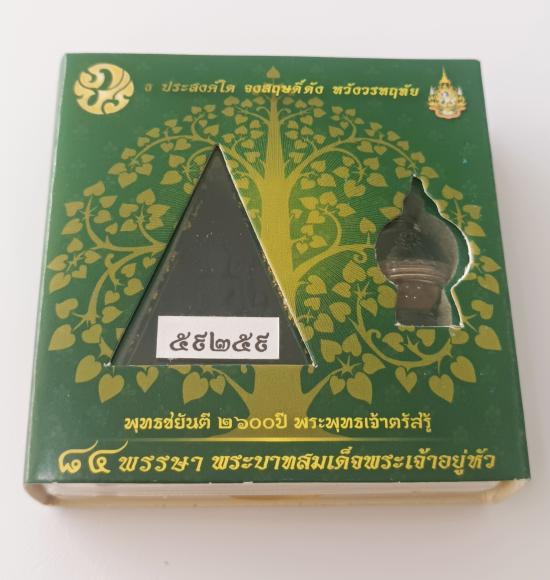 จ ประสงค์ใด จงสฤษดิ์ดัง หวังวรหฤทัย
๕๙๒๕๙
พุทธชยันตี ๒๖๐๐ปี พระพุทธเจ้าตรัสรู้
๘๔ พรรษา พระบาทสมเด็จพระเจ้าอยู่หัว